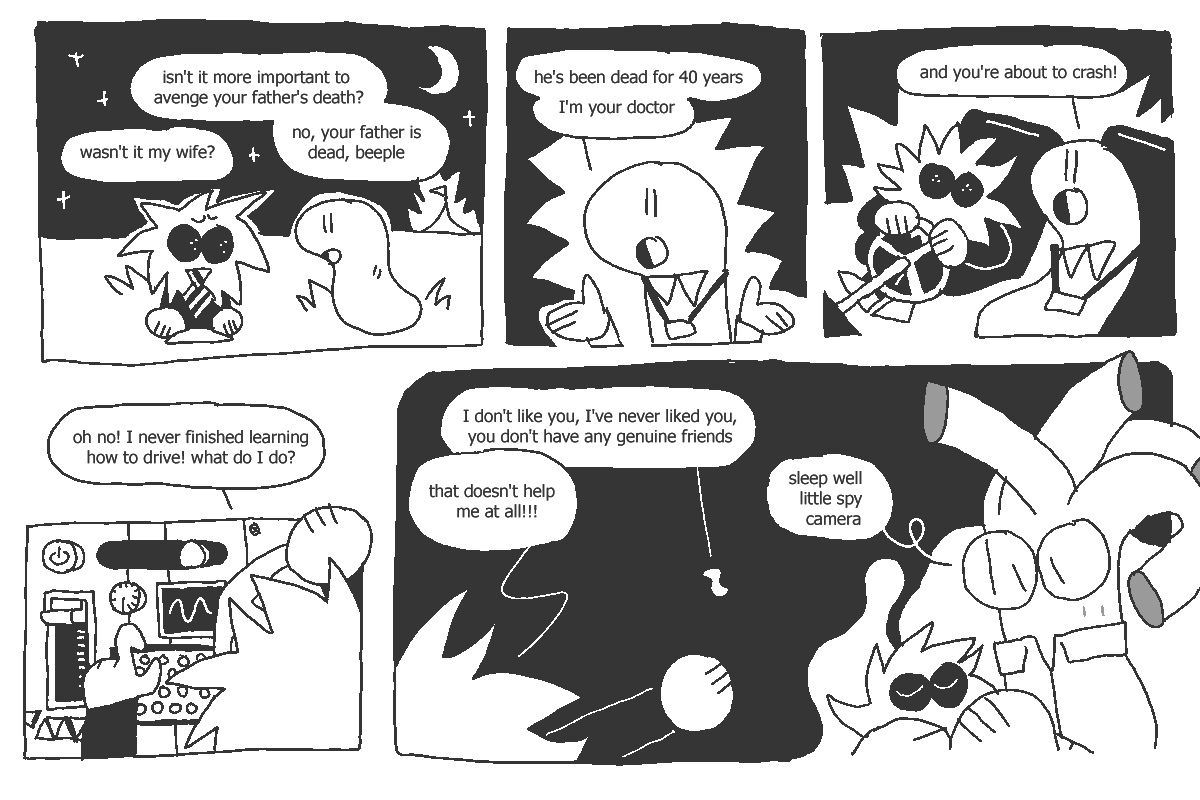 isn't it more important to
avenge your father's death?
wasn't it my wife?
no, your father is
dead, beeple
he's been dead for 40 years
I'm your doctor
and you're about to crash!
oh no! I never finished learning
how to drive! what do I do?
I don't like you, I've never liked you,
you don't have any genuine friends
that doesn't help
me at all!!!
sleep well
little spy
camera